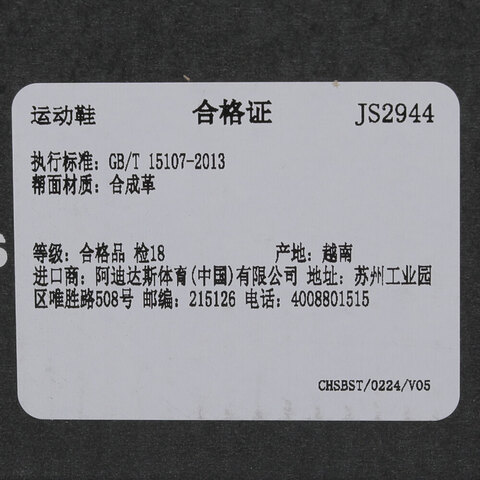 运动鞋 合格证 JS2944
执行标准: GB/T 15107-2013
帮面材质: 合成革
等级: 合格品 检18 产地: 越南
进口商: 阿迪达斯体育(中国)有限公司 地址: 苏州工业园
区唯胜路508号 邮编: 215126 电话: 4008801515
CHSBST/0224/V05
s